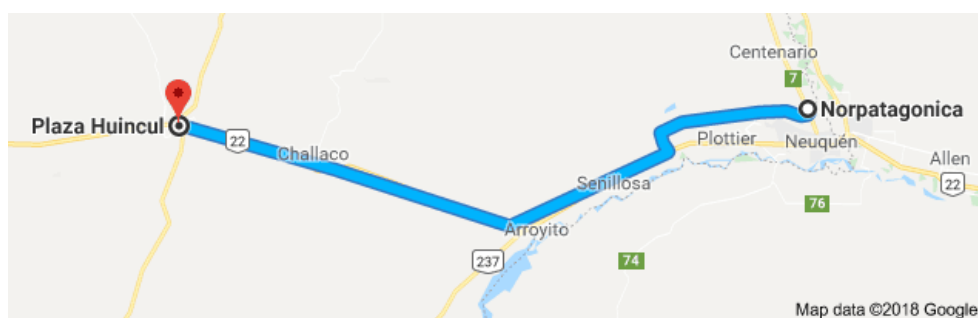 Centenario
7
Norpatagonica
Plaza Huincul
22
Challaco
Plottier
Neuquén
Allen
Senillosa
22
76
Arroyito
237
74
Map data ©2018 Google